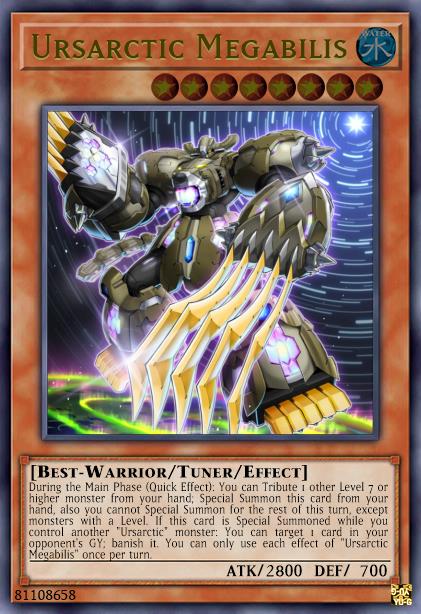 URSARCTIC MEGABILIS
WATER
水
[BEST-WARRIOR/TUNER/EFFECT]
During the Main Phase (Quick Effect): You can Tribute 1 other Level 7 or
higher monster from your hand; Special Summon this card from your
hand, also you cannot Special Summon for the rest of this turn, except
monsters with a Level. If this card is Special Summoned while you
control another "Ursarctic" monster: You can target 1 card in your
opponent's GY; banish it. You can only use each effect of "Ursarctic
Megabilis" once per turn.
ATK/2800 DEF/ 700
81108658